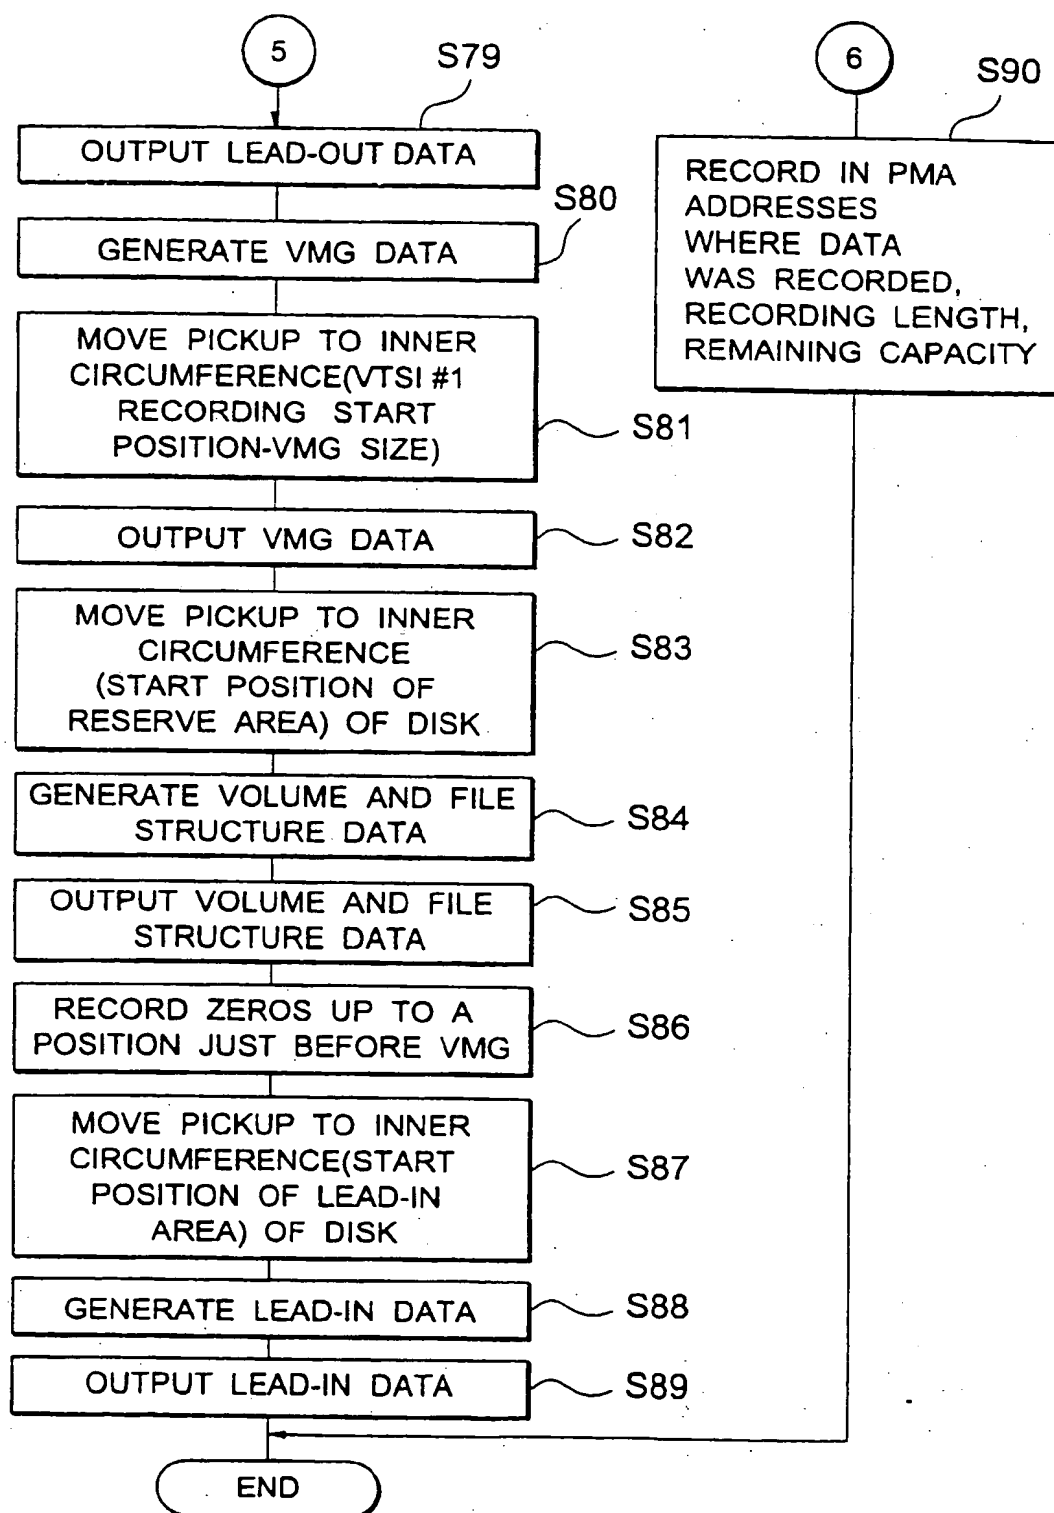 5
S79
OUTPUT LEAD-OUT DATA
S80
GENERATE VMG DATA
MOVE PICKUP TO INNER
CIRCUMFERENCE(VTSI #1
RECORDING START
POSITION-VMG SIZE)
S81
OUTPUT VMG DATA
S82
MOVE PICKUP TO INNER
CIRCUMFERENCE
(START POSITION OF
RESERVE AREA) OF DISK
S83
GENERATE VOLUME AND FILE
STRUCTURE DATA
S84
OUTPUT VOLUME AND FILE
STRUCTURE DATA
S85
RECORD ZEROS UP TO A
POSITION JUST BEFORE VMG
S86
MOVE PICKUP TO INNER
CIRCUMFERENCE(START
POSITION OF LEAD-IN
AREA) OF DISK
S87
GENERATE LEAD-IN DATA
S88
OUTPUT LEAD-IN DATA
S89
END
6
S90
RECORD IN PMA
ADDRESSES
WHERE DATA
WAS RECORDED,
RECORDING LENGTH,
REMAINING CAPACITY